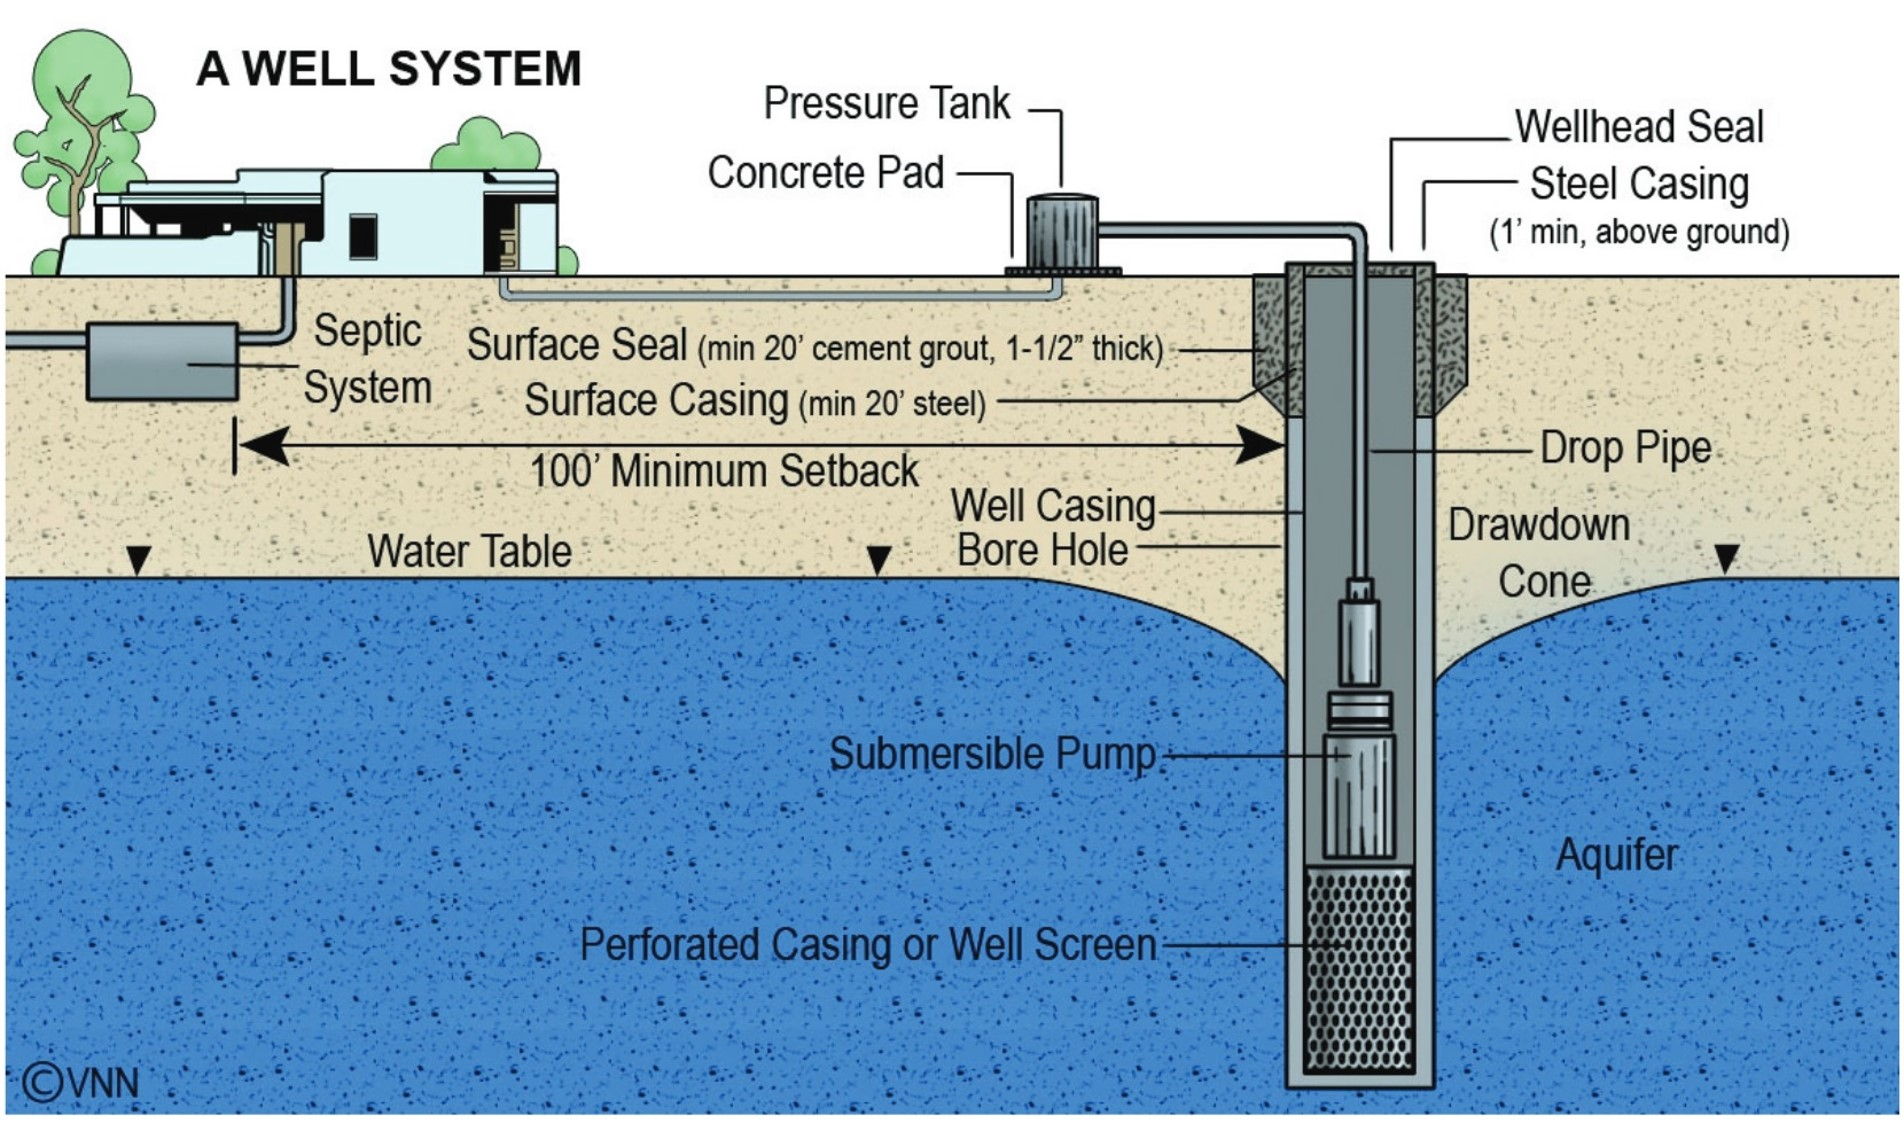 A WELL SYSTEM
Pressure Tank
Concrete Pad
Wellhead Seal
Steel Casing
(1’ min, above ground)
Septic
System
Surface Seal (min 20’ cement grout, 1-1/2” thick)
Surface Casing (min 20’ steel)
100’ Minimum Setback
Drop Pipe
Well Casing
Bore Hole
Drawdown
Cone
Water Table
Submersible Pump
Aquifer
Perforated Casing or Well Screen
©VNN